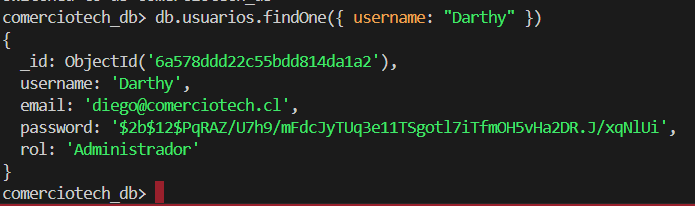 comerciotech_db> db.usuarios.findOne({ username: "Darthy" })
{
  _id: ObjectId('6a578ddd22c55bdd814da1a2'),
  username: 'Darthy',
  email: 'diego@comerciotech.cl',
  password: '$2b$12$PqRAZ/U7h9/mFdcJyTUq3e11TSgotl7iTfmOH5vHa2DR.J/xqNlUi',
  rol: 'Administrador'
}
comerciotech_db>